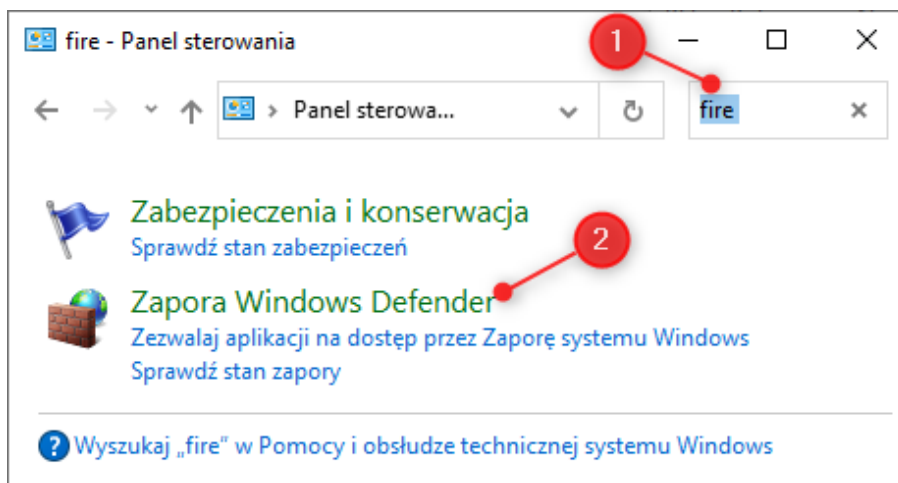 fire - Panel sterowania
1
Panel sterowa...
fire
Zabezpieczenia i konserwacja
Sprawdź stan zabezpieczeń
2
Zapora Windows Defender
Zezwalaj aplikacji na dostęp przez Zaporę systemu Windows
Sprawdź stan zapory
Wyszukaj „fire” w Pomocy i obsłudze technicznej systemu Windows